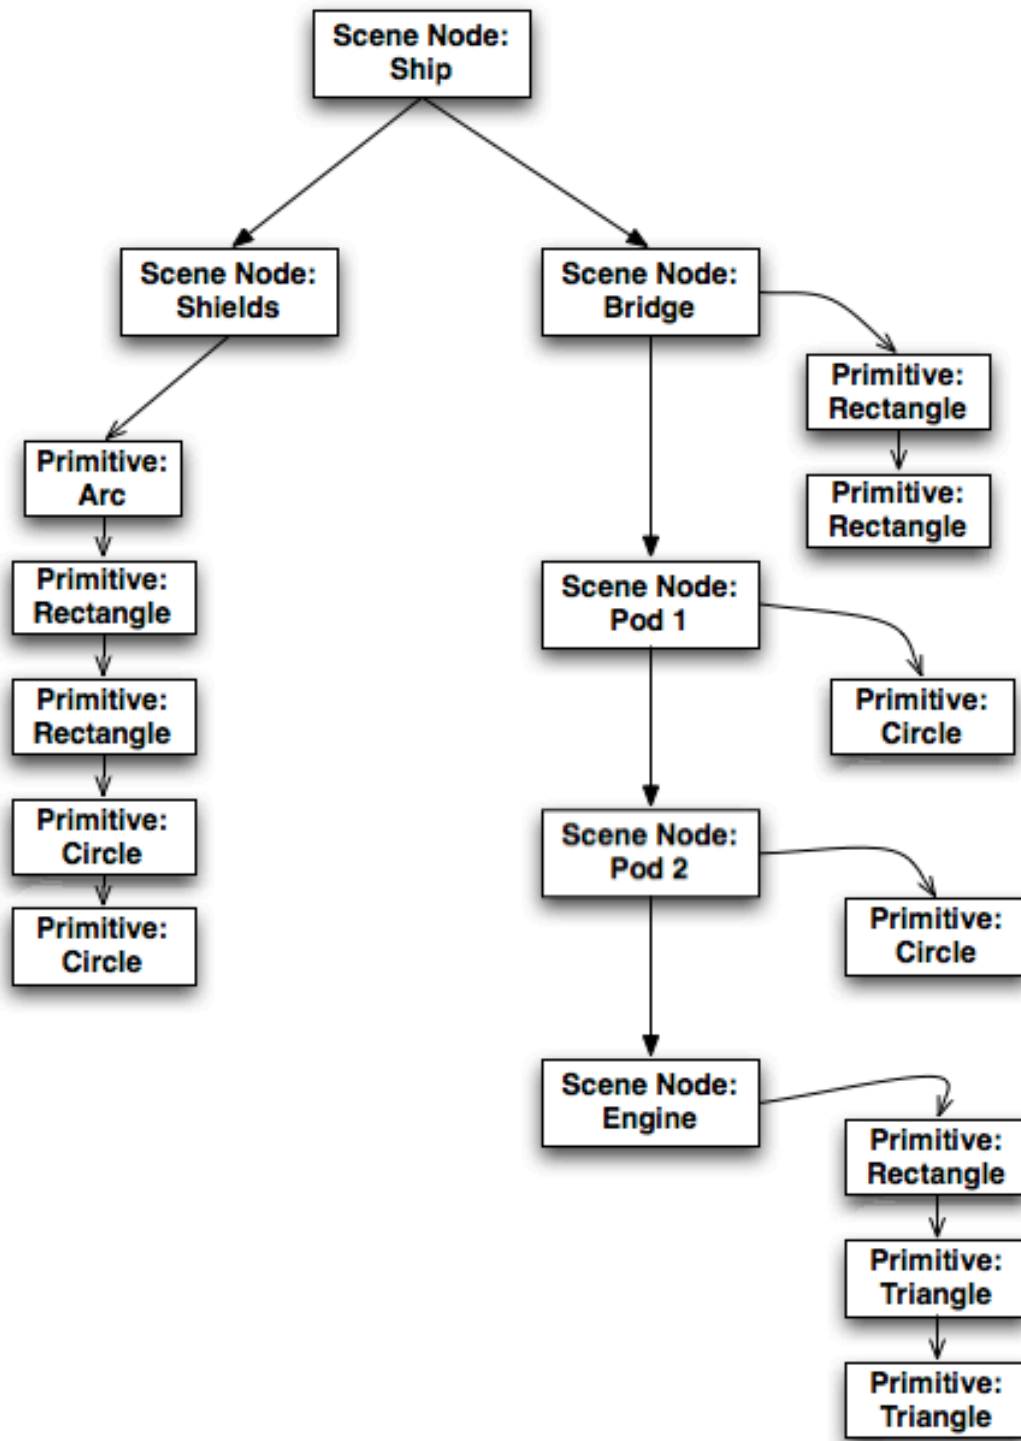 Scene Node:
Ship
Scene Node:
Shields
Scene Node:
Bridge
Primitive:
Rectangle
Primitive:
Rectangle
Primitive:
Arc
Primitive:
Rectangle
Primitive:
Rectangle
Primitive:
Circle
Primitive:
Circle
Scene Node:
Pod 1
Primitive:
Circle
Scene Node:
Pod 2
Primitive:
Circle
Scene Node:
Engine
Primitive:
Rectangle
Primitive:
Triangle
Primitive:
Triangle